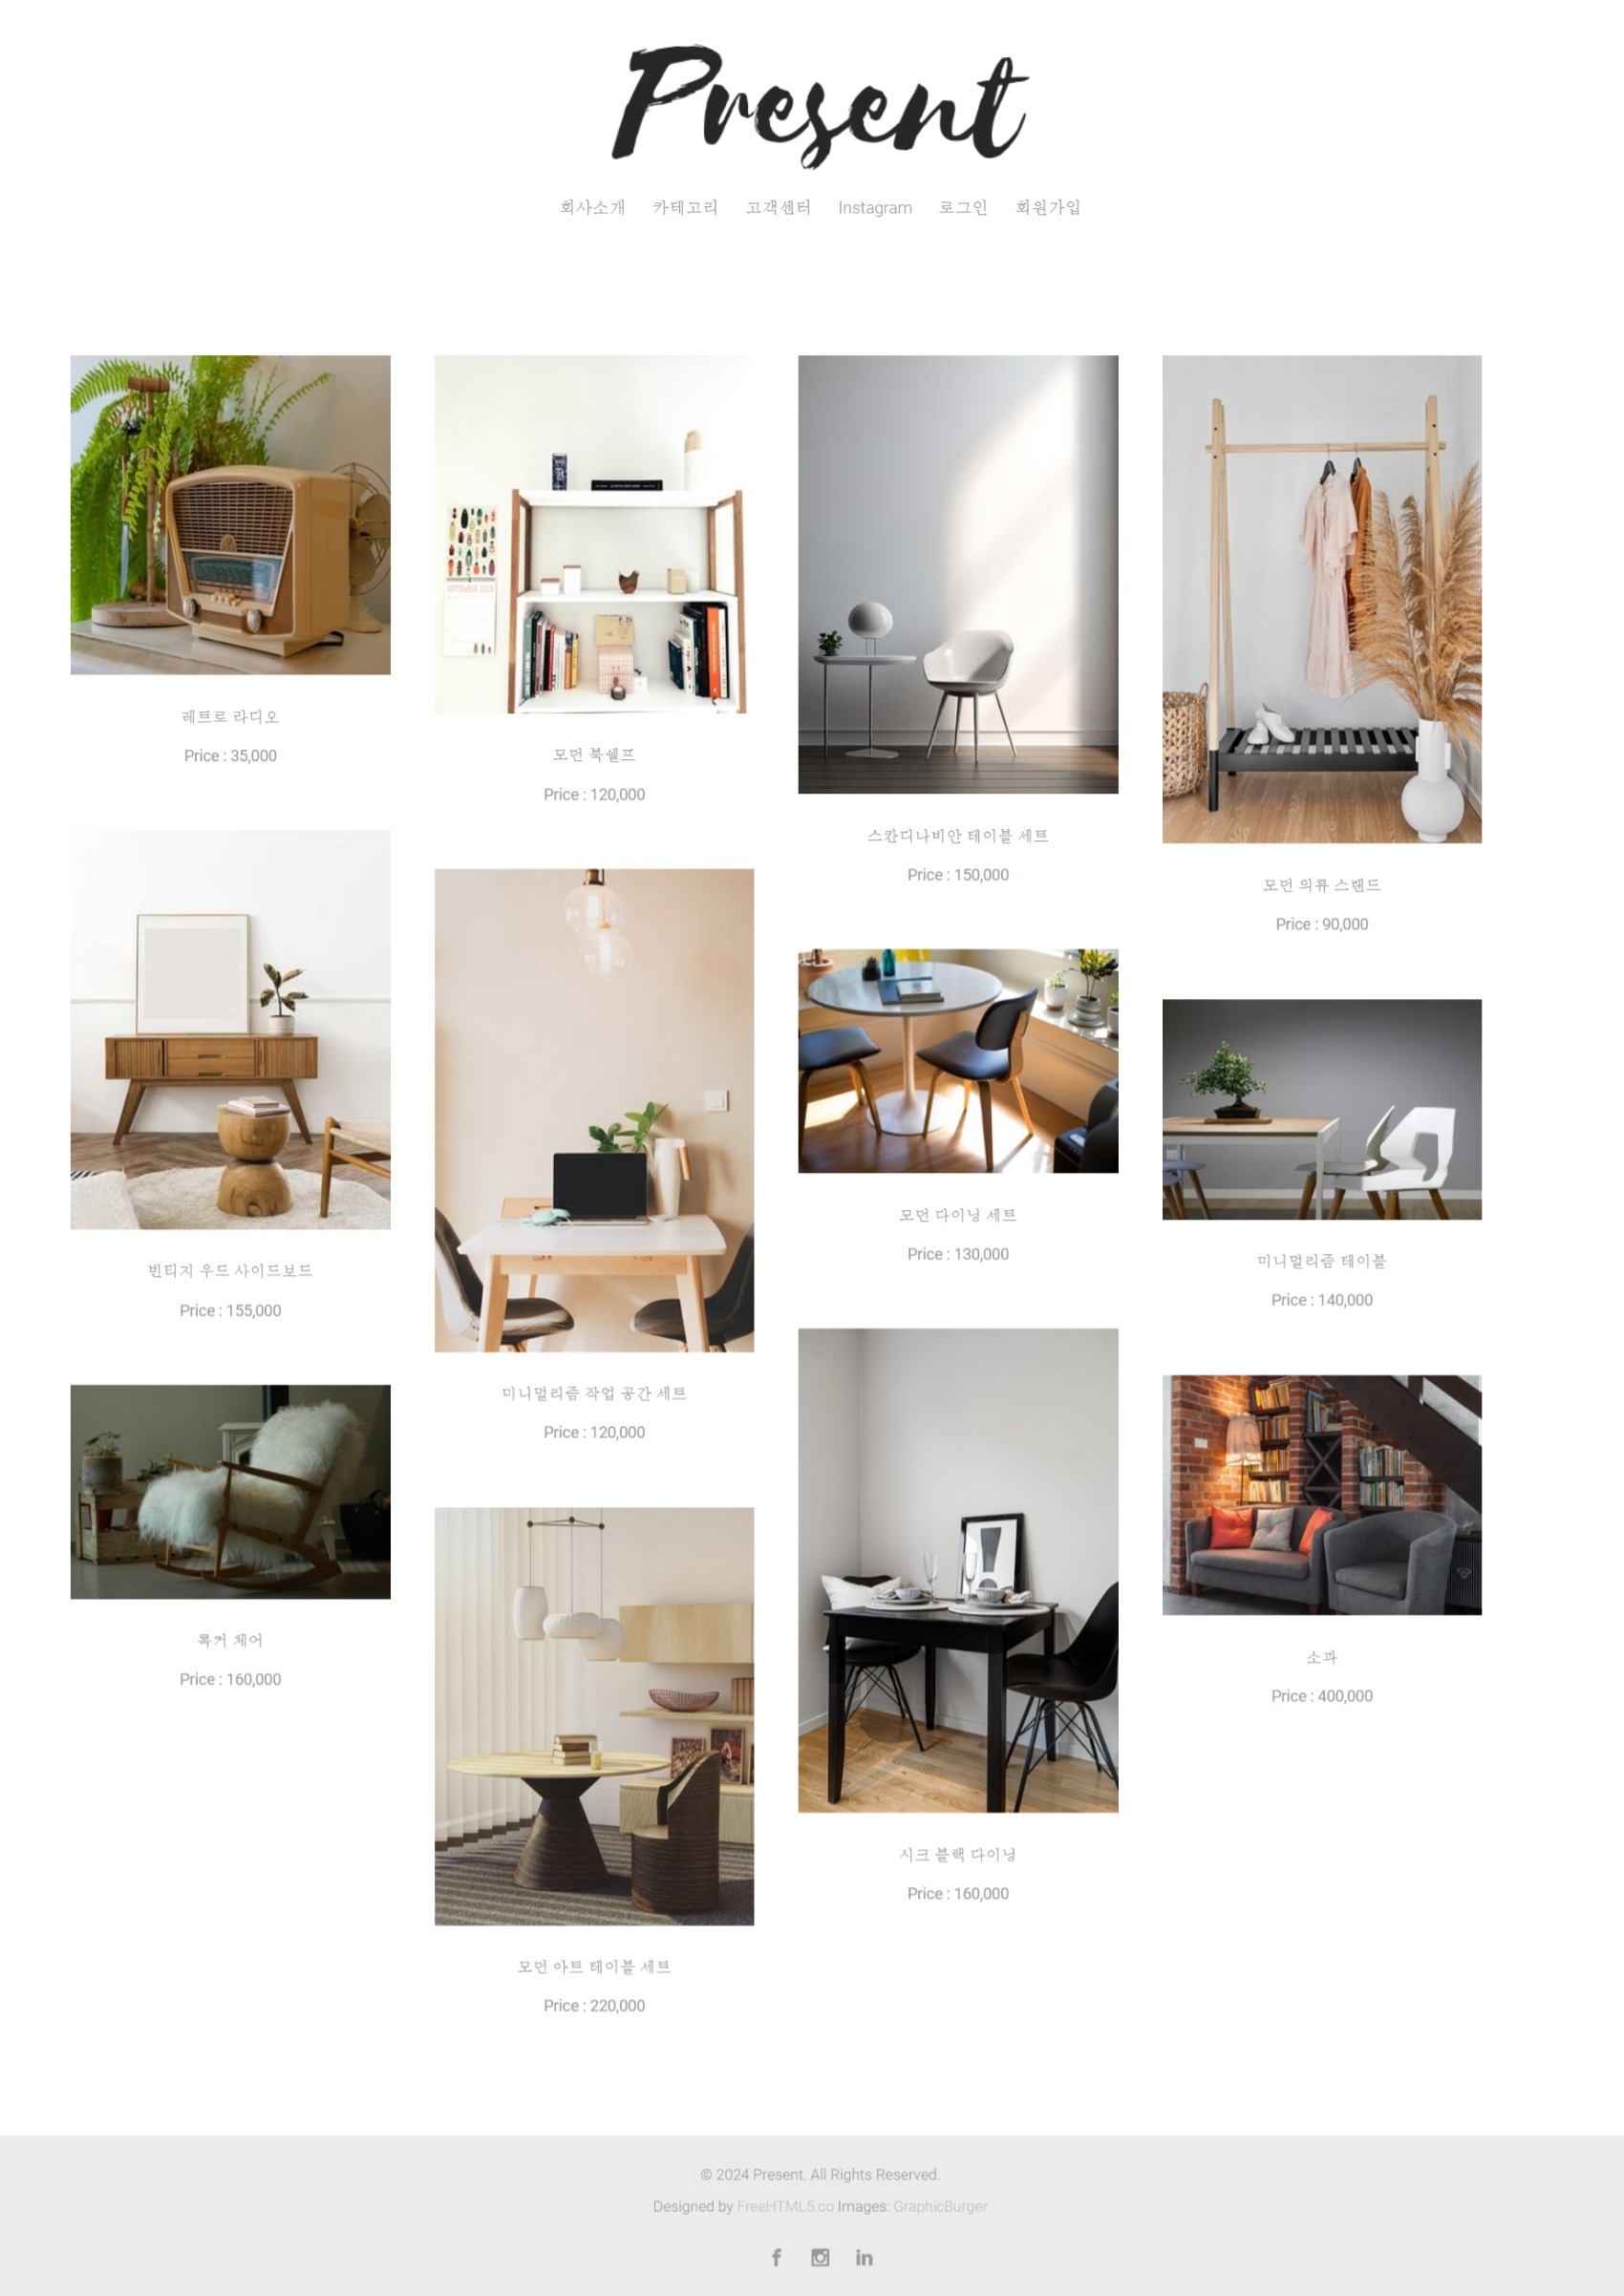 Present
회사소개 카테고리 고객센터 Instagram 로그인 회원가입
레트로 라디오
Price : 35,000
빈티지 우드 사이드보드
Price : 155,000
록커 체어
Price : 160,000
SEPTEMBER
모던 북쉘프
Price : 120,000
미니멀리즘 작업 공간 세트
Price : 120,000
모던 아트 테이블 세트
Price : 220,000
스칸디나비안 테이블 세트
Price : 150,000
모던 다이닝 세트
Price : 130,000
시크 블랙 다이닝
Price : 160,000
모던 의류 스탠드
Price : 90,000
미니멀리즘 테이블
Price : 140,000
소파
Price : 400,000
© 2024 Present. All Rights Reserved.
Designed by FreeHTML5.co Images: GraphicBurger